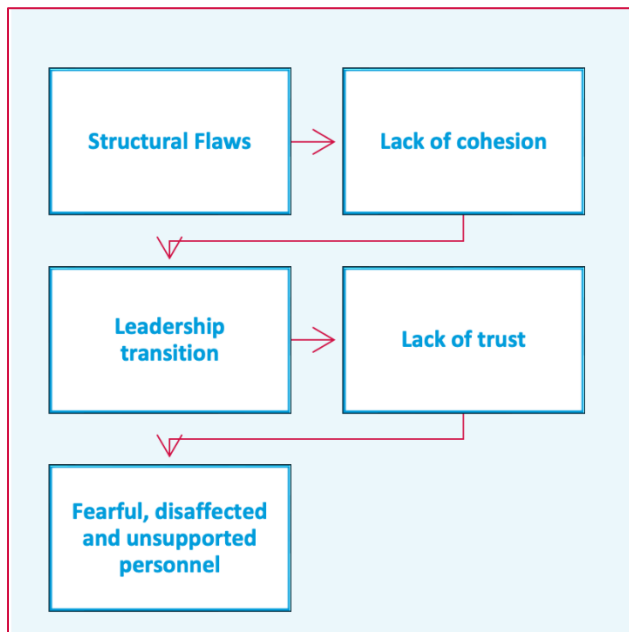 Structural Flaws
Lack of cohesion
Leadership
transition
Lack of trust
Fearful, disaffected
and unsupported
personnel